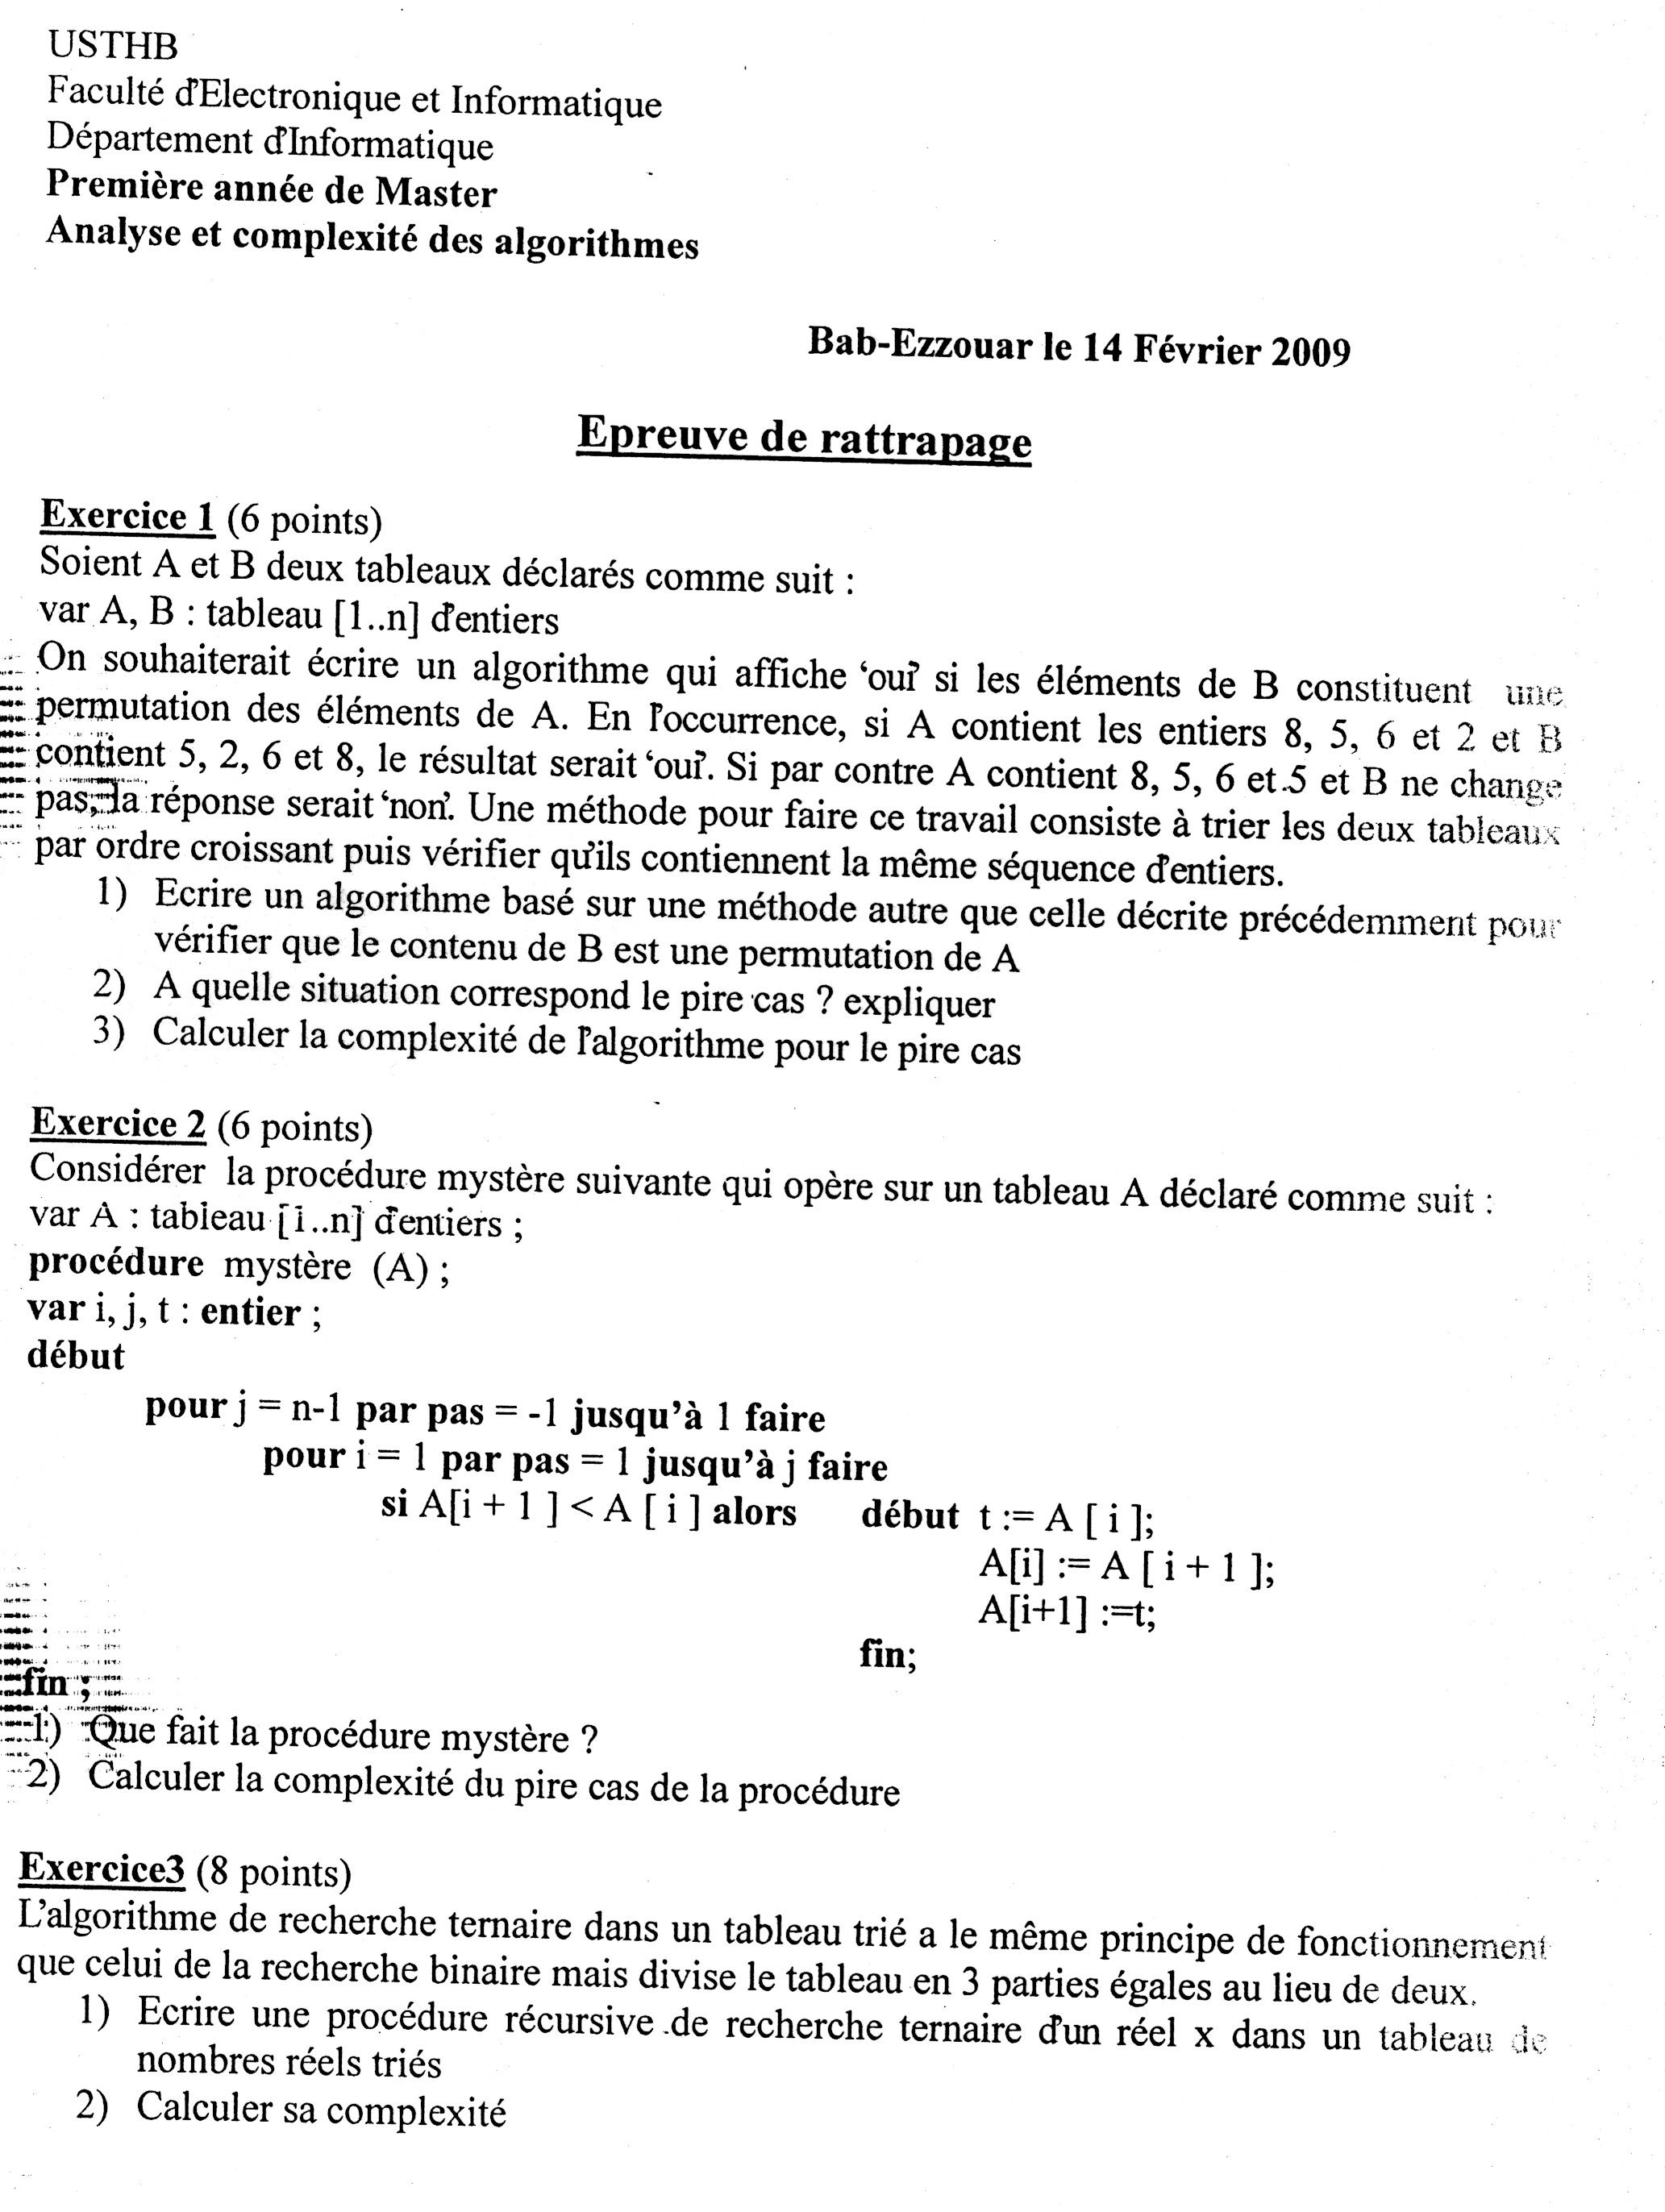 USTHB
Faculté d'Electronique et Informatique
Département d'Informatique
Première année de Master
Analyse et complexité des algorithmes
Bab-Ezzouar le 14 Février 2009
Epreuve de rattrapage
Exercice 1 (6 points)
Soient A et B deux tableaux déclarés comme suit :
var A, B : tableau [1..n] d'entiers
On souhaiterait écrire un algorithme qui affiche 'oui' si les éléments de B constituent une
permutation des éléments de A. En l'occurrence, si A contient les entiers 8, 5, 6 et 2 et B
contient 5, 2, 6 et 8, le résultat serait 'oui'. Si par contre A contient 8, 5, 6 et 5 et B ne change
pas, la réponse serait 'non'. Une méthode pour faire ce travail consiste à trier les deux tableaux
par ordre croissant puis vérifier qu'ils contiennent la même séquence d'entiers.
1) Ecrire un algorithme basé sur une méthode autre que celle décrite précédemment pour
vérifier que le contenu de B est une permutation de A
2) A quelle situation correspond le pire cas ? expliquer
3) Calculer la complexité de l'algorithme pour le pire cas
Exercice 2 (6 points)
Considérer la procédure mystère suivante qui opère sur un tableau A déclaré comme suit :
var A : tableau [1..n] d'entiers ;
procédure mystère (A) ;
var i, j, t : entier ;
début
pour j = n-1 par pas = -1 jusqu'à 1 faire
pour i = 1 par pas = 1 jusqu'à j faire
si A[i + 1 ] < A [ i ] alors début t := A [ i ];
A[i] := A [ i + 1 ];
A[i+1] :=t;
fin;
fin ;
1) Que fait la procédure mystère ?
2) Calculer la complexité du pire cas de la procédure
Exercice3 (8 points)
L'algorithme de recherche ternaire dans un tableau trié a le même principe de fonctionnement
que celui de la recherche binaire mais divise le tableau en 3 parties égales au lieu de deux.
1) Ecrire une procédure récursive de recherche ternaire d'un réel x dans un tableau de
nombres réels triés
2) Calculer sa complexité